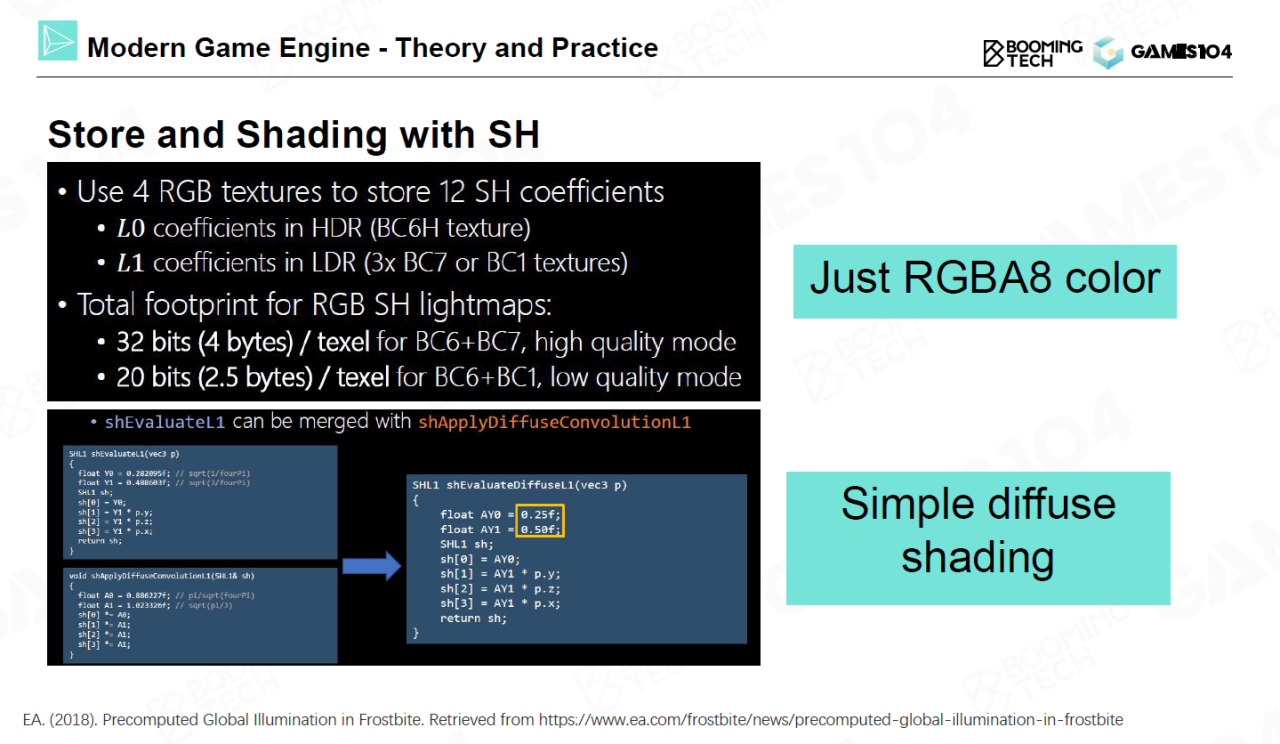 Modern Game Engine - Theory and Practice
BOOMING
TECH
GAMES104
Store and Shading with SH
• Use 4 RGB textures to store 12 SH coefficients
• L0 coefficients in HDR (BC6H texture)
• L1 coefficients in LDR (3x BC7 or BC1 textures)
• Total footprint for RGB SH lightmaps:
• 32 bits (4 bytes) / texel for BC6+BC7, high quality mode
• 20 bits (2.5 bytes) / texel for BC6+BC1, low quality mode
Just RGBA8 color
• shEvaluateL1 can be merged with shApplyDiffuseConvolutionL1
SHL1 shEvaluateL1(vec3 p)
{
float Y0 = 0.282095f; // sqrt(1/fourPi)
float Y1 = 0.488603f; // sqrt(3/fourPi)
SHL1 sh;
sh[0] = Y0;
sh[1] = Y1 * p.y;
sh[2] = Y1 * p.z;
sh[3] = Y1 * p.x;
return sh;
}
void shApplyDiffuseConvolutionL1(SHL1& sh)
{
float A0 = 0.886227f; // pi/sqrt(fourPi)
float A1 = 1.023326f; // sqrt(pi/3)
sh[0] *= A0;
sh[1] *= A1;
sh[2] *= A1;
sh[3] *= A1;
}
SHL1 shEvaluateDiffuseL1(vec3 p)
{
float AY0 = 0.25f;
float AY1 = 0.50f;
SHL1 sh;
sh[0] = AY0;
sh[1] = AY1 * p.y;
sh[2] = AY1 * p.z;
sh[3] = AY1 * p.x;
return sh;
}
Simple diffuse
shading
EA. (2018). Precomputed Global Illumination in Frostbite. Retrieved from https://www.ea.com/frostbite/news/precomputed-global-illumination-in-frostbite